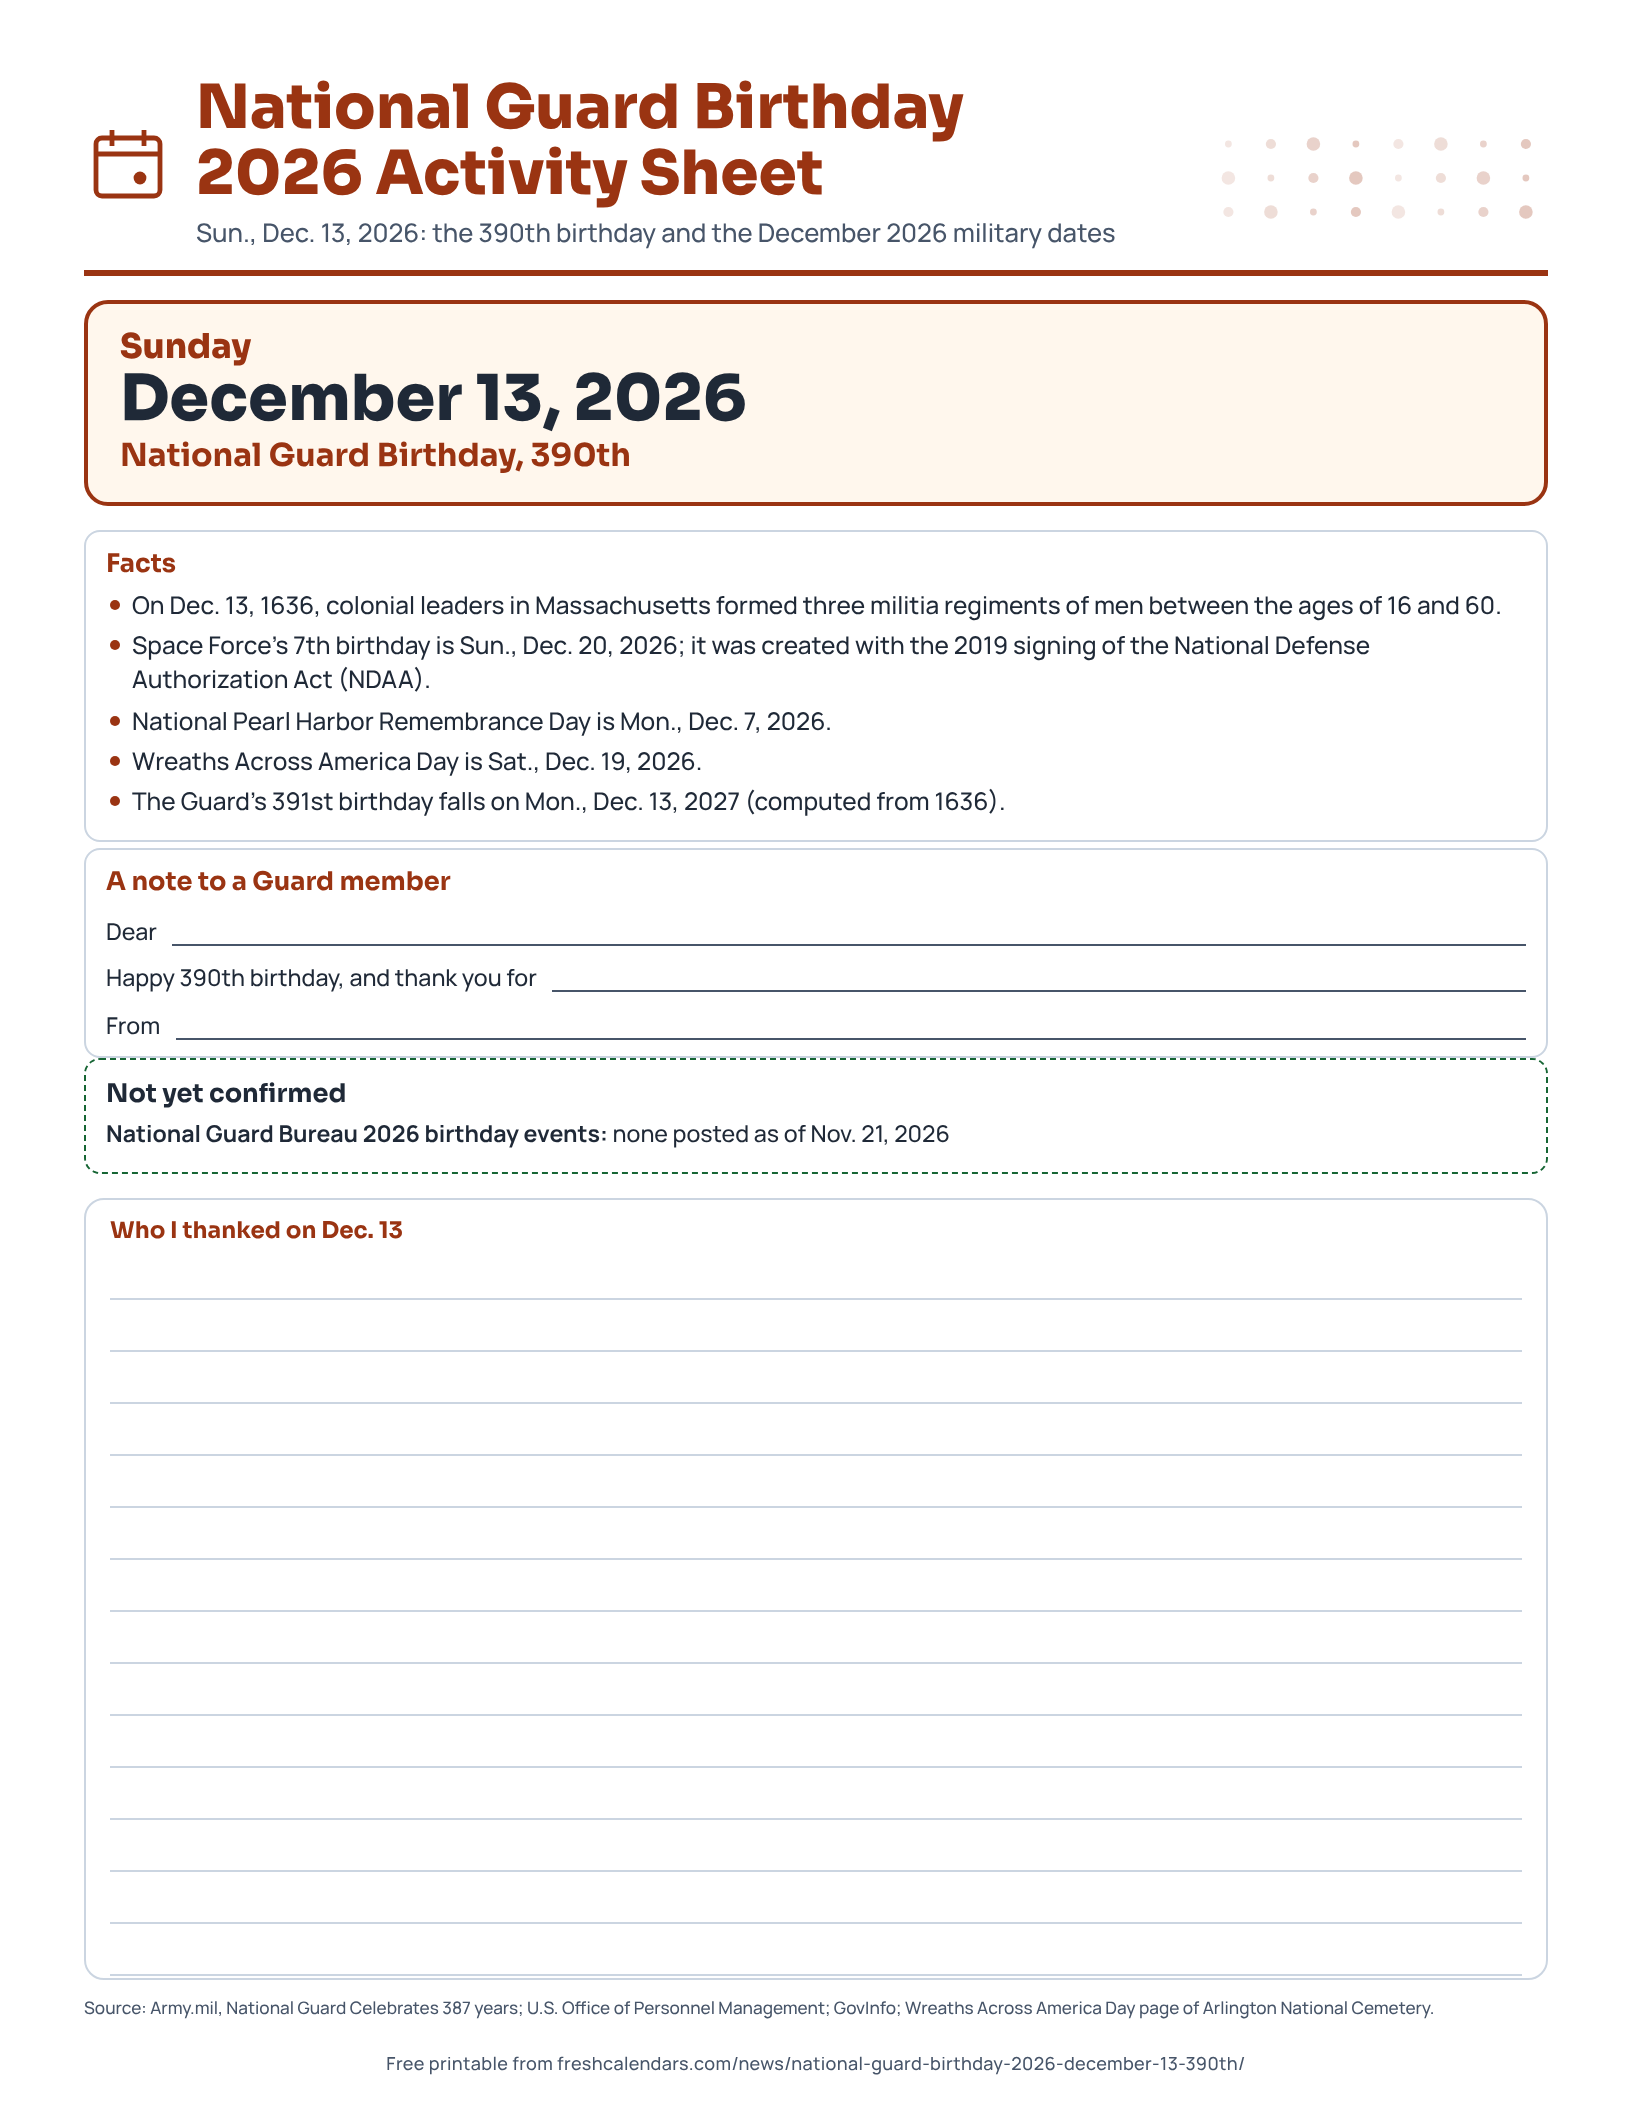 National Guard Birthday
2026 Activity Sheet
Sun., Dec. 13, 2026: the 390th birthday and the December 2026 military dates
Sunday
December 13, 2026
National Guard Birthday, 390th
Facts
On Dec. 13, 1636, colonial leaders in Massachusetts formed three militia regiments of men between the ages of 16 and 60.
Space Force’s 7th birthday is Sun., Dec. 20, 2026; it was created with the 2019 signing of the National Defense
Authorization Act (NDAA).
National Pearl Harbor Remembrance Day is Mon., Dec. 7, 2026.
Wreaths Across America Day is Sat., Dec. 19, 2026.
The Guard’s 391st birthday falls on Mon., Dec. 13, 2027 (computed from 1636).
A note to a Guard member
Dear
Happy 390th birthday, and thank you for
From
Not yet confirmed
National Guard Bureau 2026 birthday events: none posted as of Nov. 21, 2026
Who I thanked on Dec. 13
Source: Army.mil, National Guard Celebrates 387 years; U.S. Office of Personnel Management; GovInfo; Wreaths Across America Day page of Arlington National Cemetery.
Free printable from freshcalendars.com/news/national-guard-birthday-2026-december-13-390th/